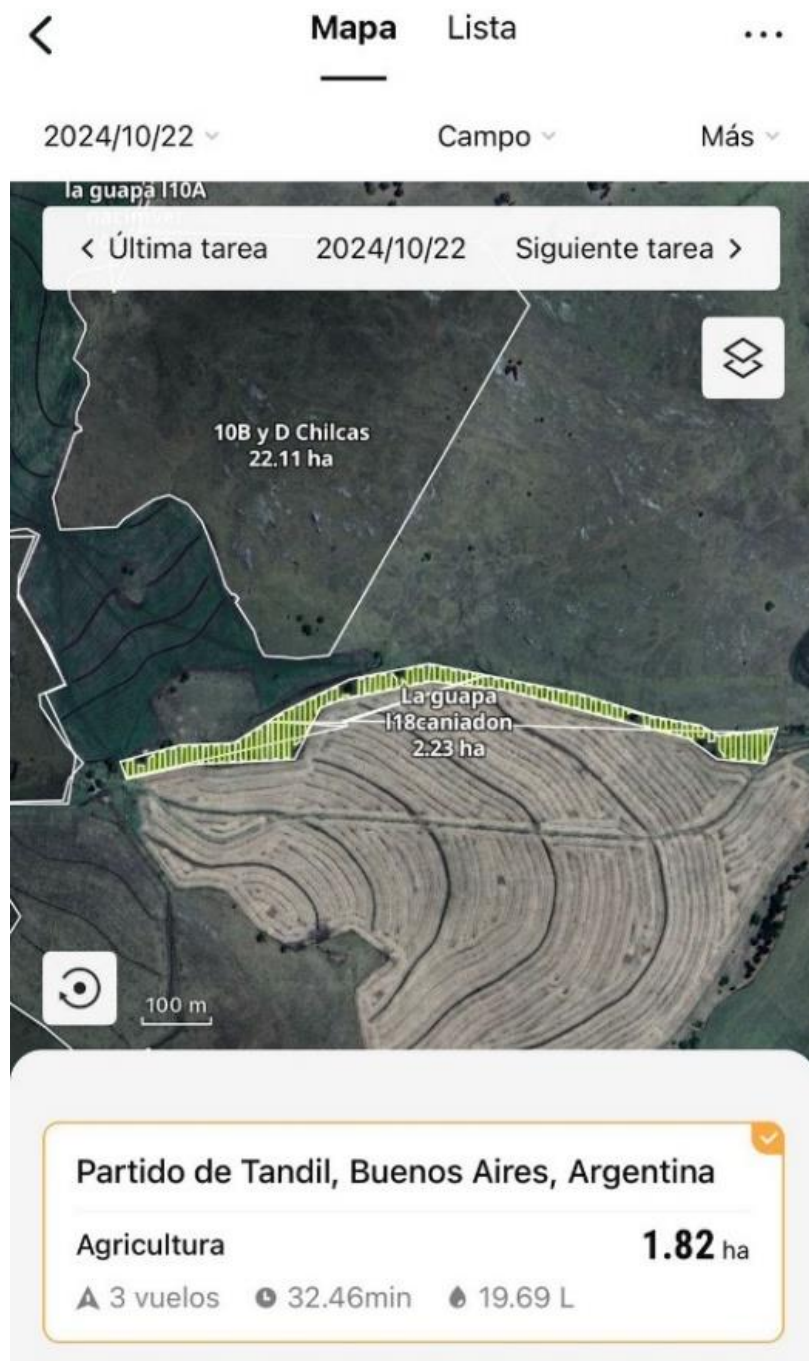 Mapa Lista ...
2024/10/22 Campo Más
la guapa l10A
Última tarea 2024/10/22 Siguiente tarea
10B y D Chilcas
22.11 ha
La guapa
l18caniadon
2.23 ha
100 m
Partido de Tandil, Buenos Aires, Argentina
Agricultura 1.82 ha
3 vuelos 32.46min 19.69 L